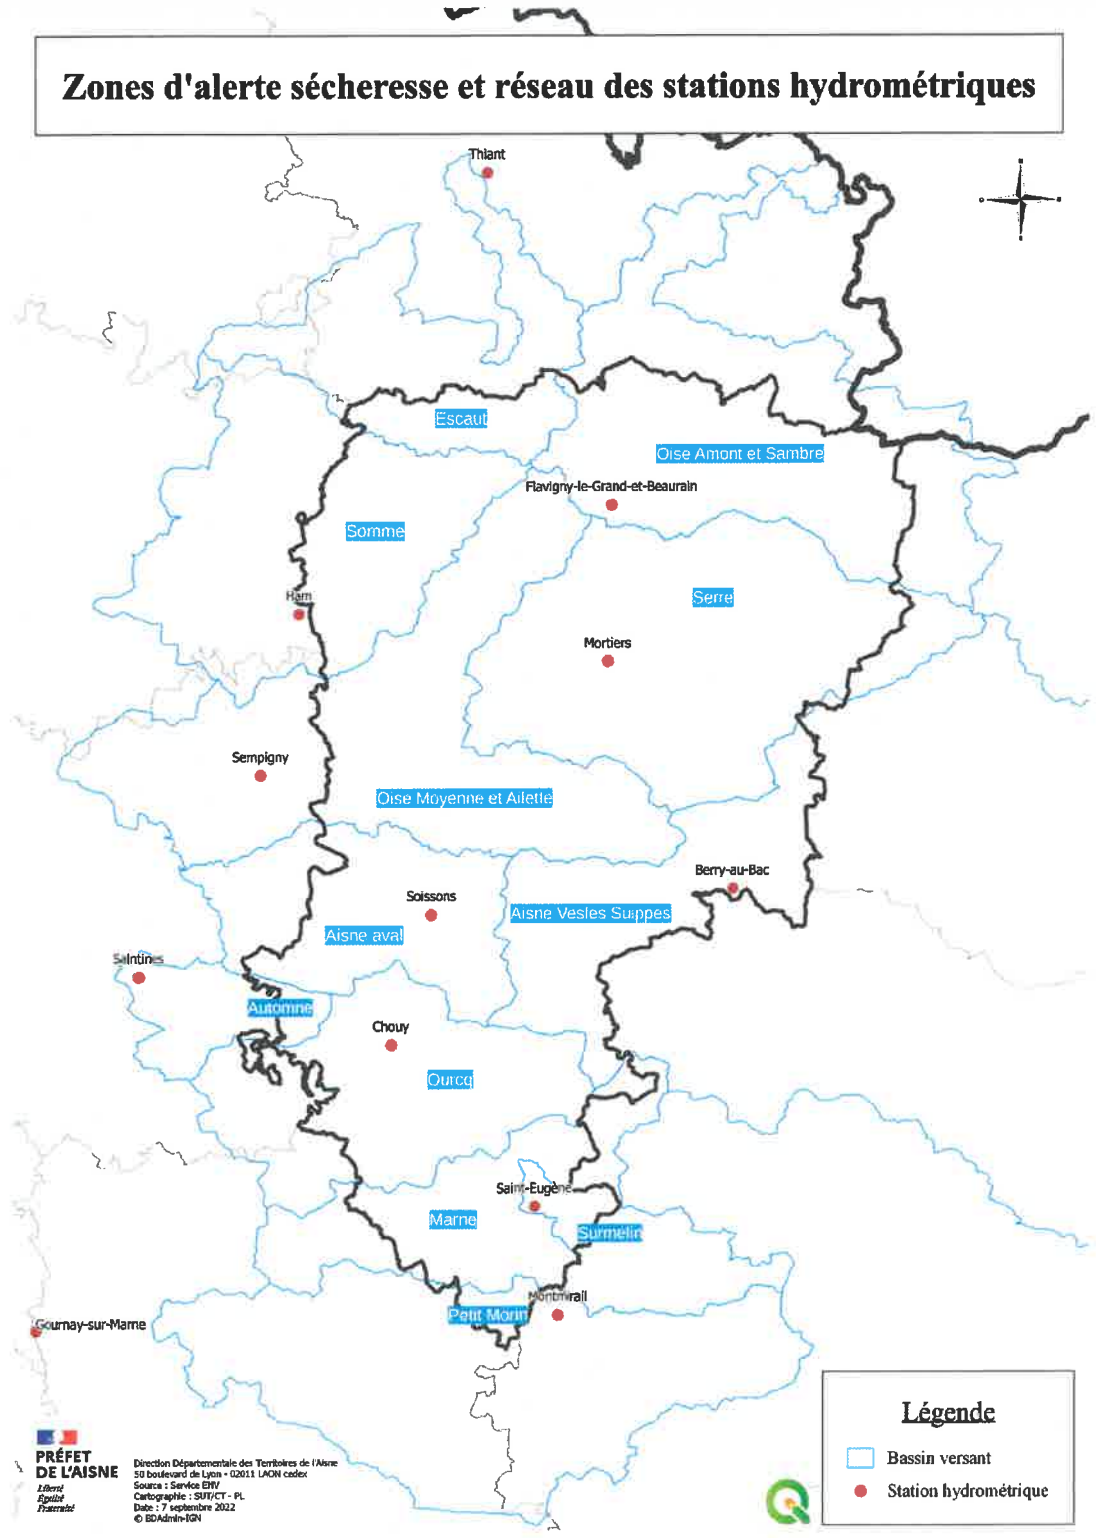 Zones d'alerte sécheresse et réseau des stations hydrométriques
Thiant
Escaut
Oise Amont et Sambre
Flavigny-le-Grand-et-Beaurain
Somme
Ham
Serre
Mortiers
Sempigny
Oise Moyenne et Ailette
Berry-au-Bac
Soissons
Aisne Vesles Suippes
Aisne aval
Saintines
Automne
Chouy
Ourcq
Saint-Eugène
Marne
Surmelin
Montmirail
Petit Morin
Gournay-sur-Marne
Légende
Bassin versant
Station hydrométrique
PRÉFET
DE L'AISNE
Liberté
Égalité
Fraternité
Direction Départementale des Territoires de l'Aisne
50 boulevard de Lyon - 02011 LAON cedex
Source : Service ENV
Cartographie : SUT/CT - PL
Date : 7 septembre 2022
© BDAdmin-IGN